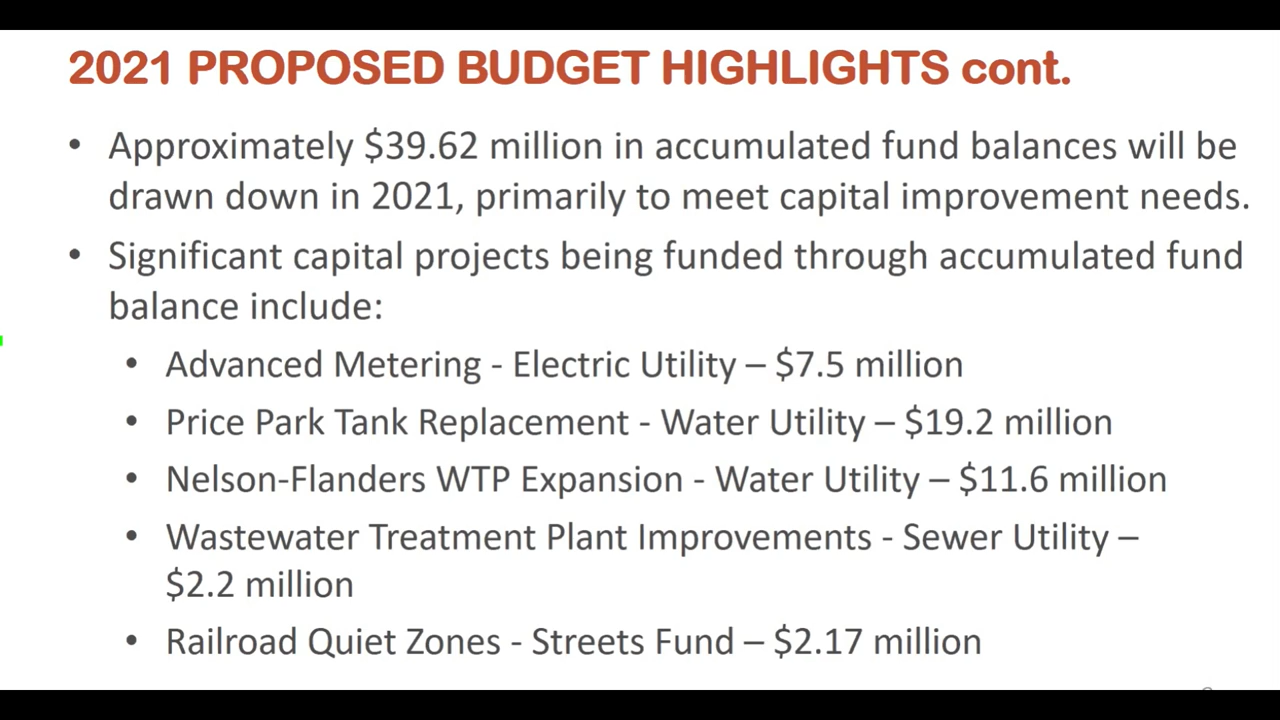 2021 PROPOSED BUDGET HIGHLIGHTS cont.
• Approximately $39.62 million in accumulated fund balances will be
drawn down in 2021, primarily to meet capital improvement needs.
• Significant capital projects being funded through accumulated fund
balance include:
• Advanced Metering - Electric Utility – $7.5 million
• Price Park Tank Replacement - Water Utility – $19.2 million
• Nelson-Flanders WTP Expansion - Water Utility – $11.6 million
• Wastewater Treatment Plant Improvements - Sewer Utility –
$2.2 million
• Railroad Quiet Zones - Streets Fund – $2.17 million